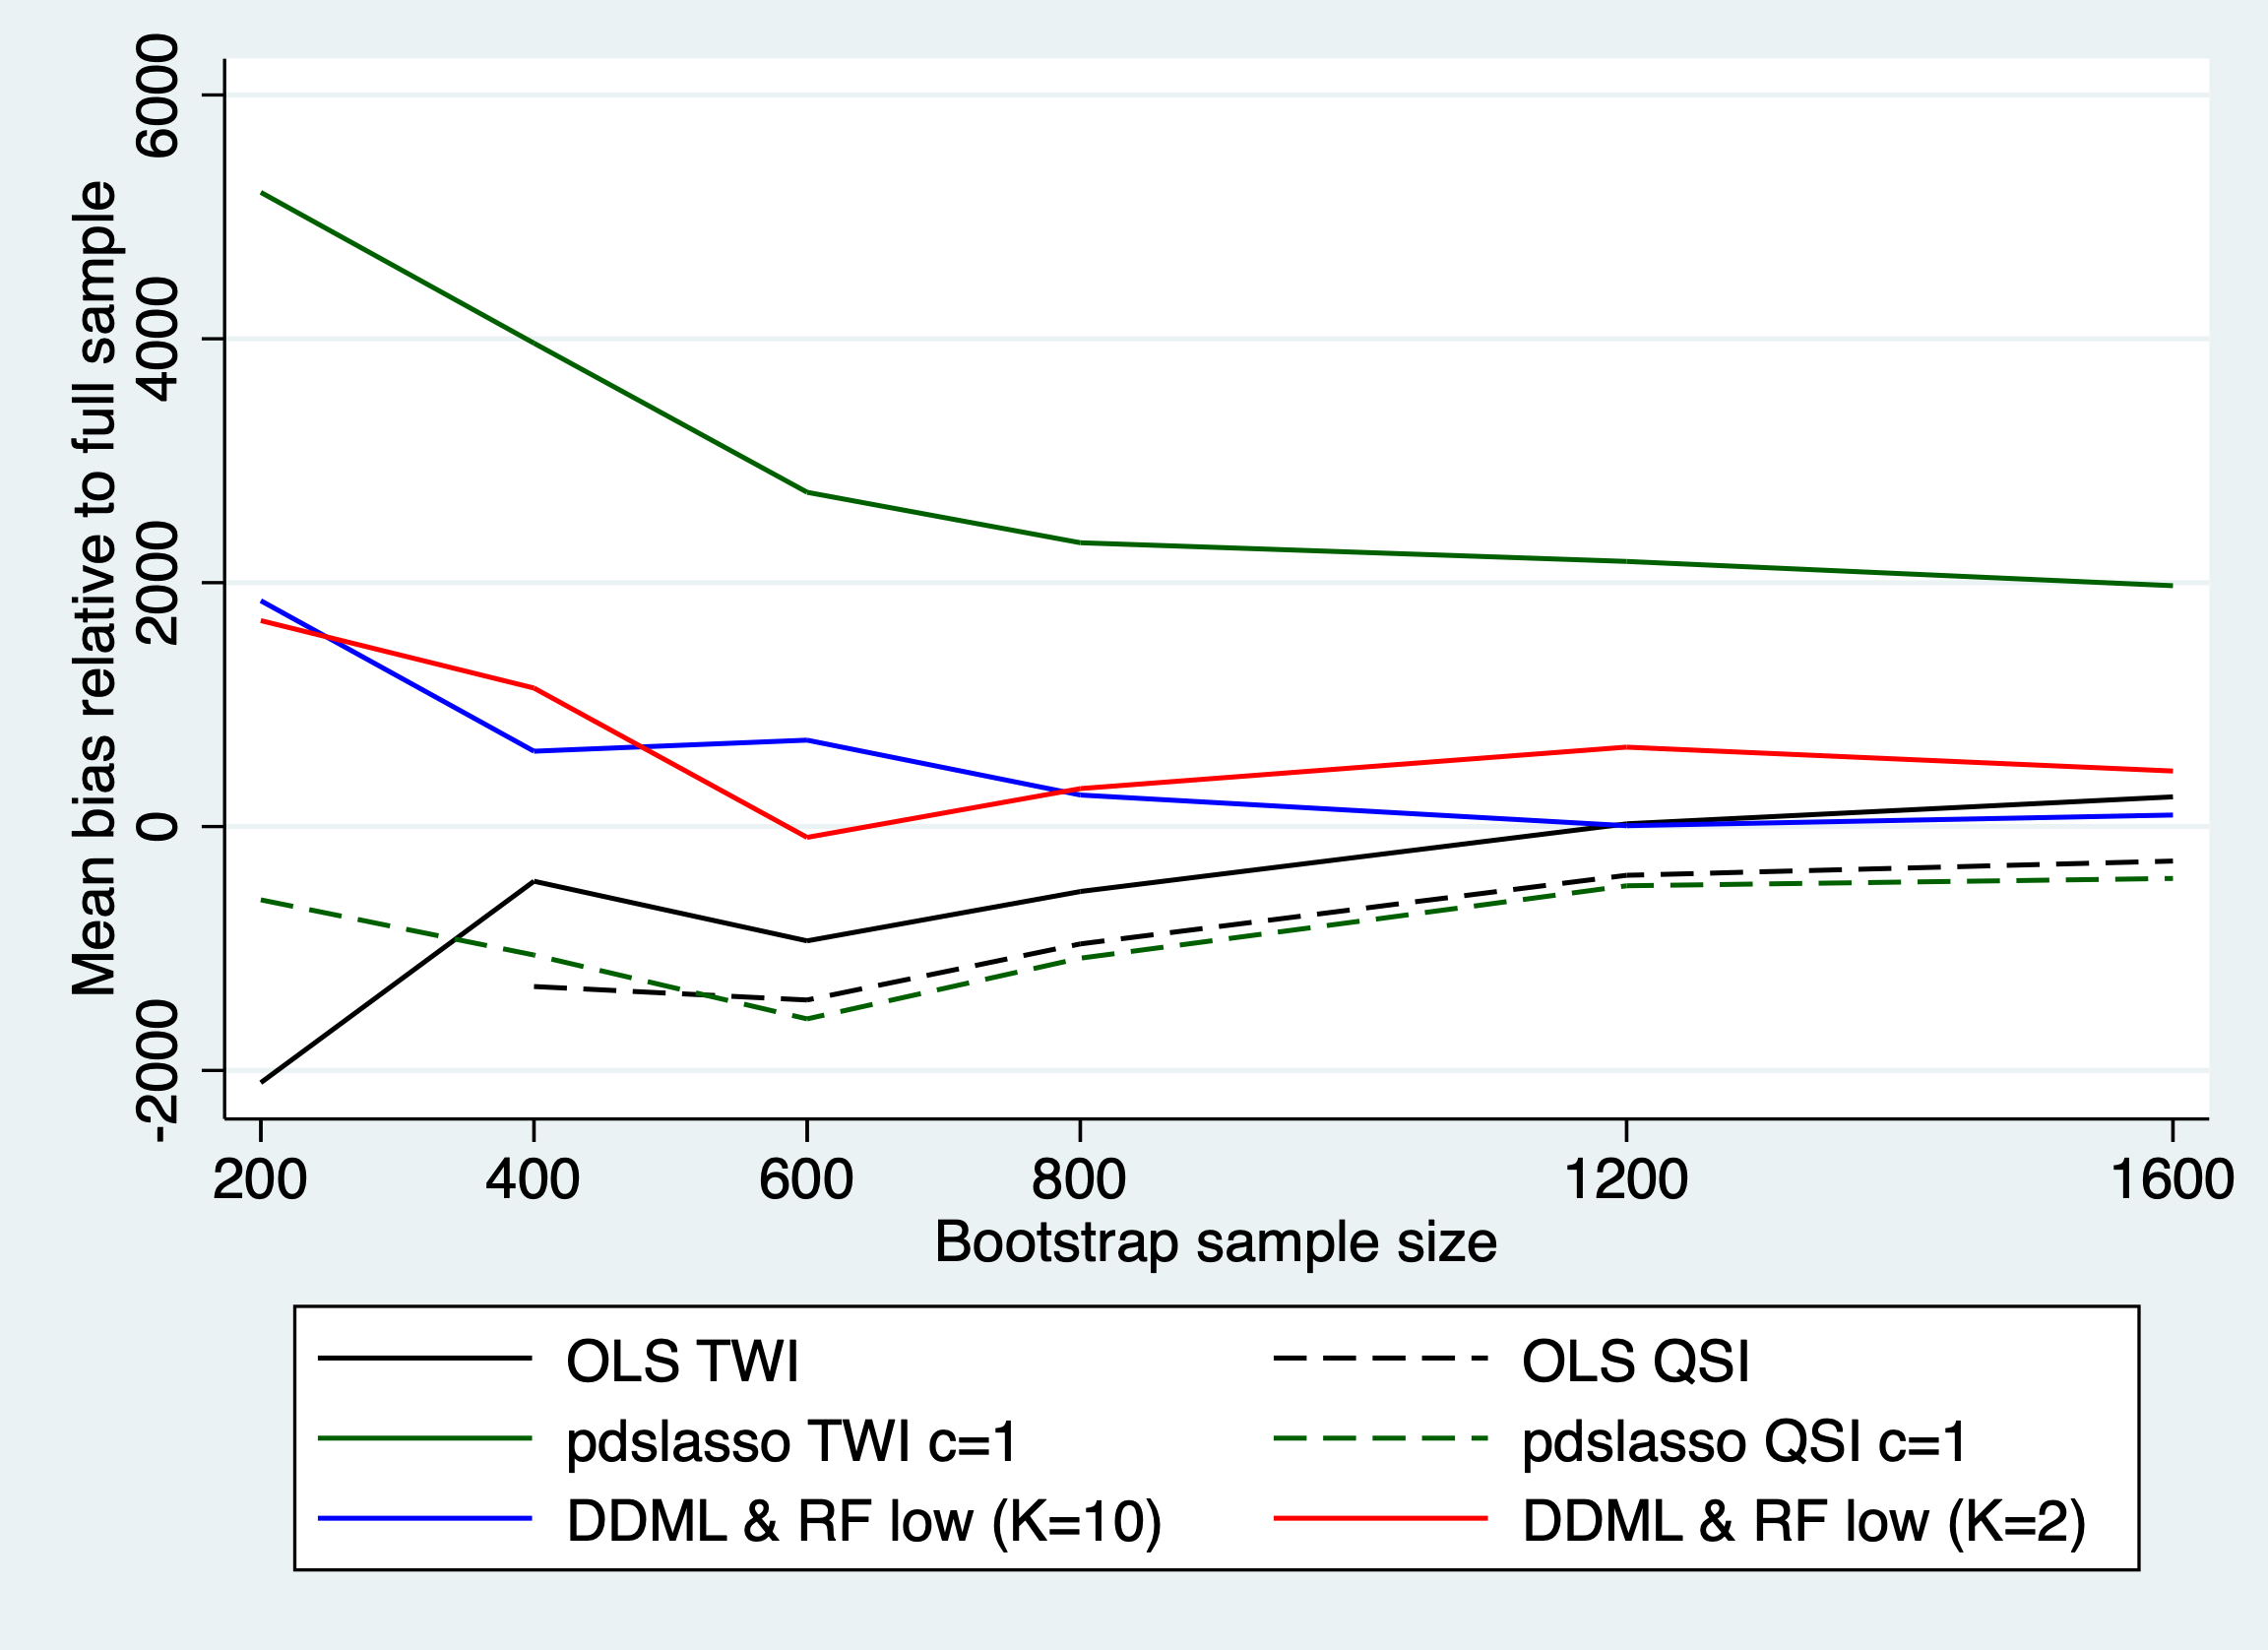 Mean bias relative to full sample
6000
4000
2000
0
-2000
200 400 600 800 1200 1600
Bootstrap sample size
OLS TWI OLS QSI
pdslasso TWI c=1 pdslasso QSI c=1
DDML & RF low (K=10) DDML & RF low (K=2)